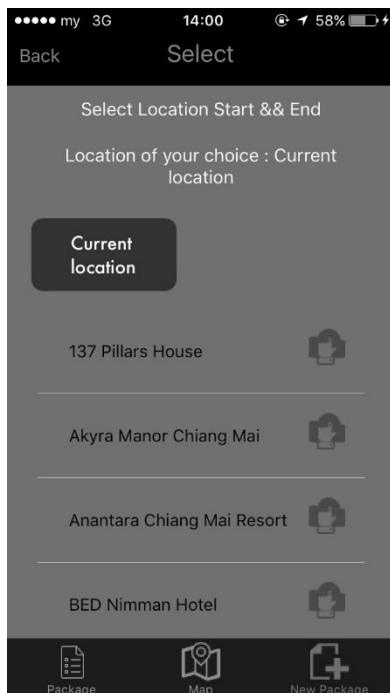 my 3G 14:00 58%
Back Select
Select Location Start && End
Location of your choice : Current
location
Current
location
137 Pillars House
Akyra Manor Chiang Mai
Anantara Chiang Mai Resort
BED Nimman Hotel
Package Map New Package